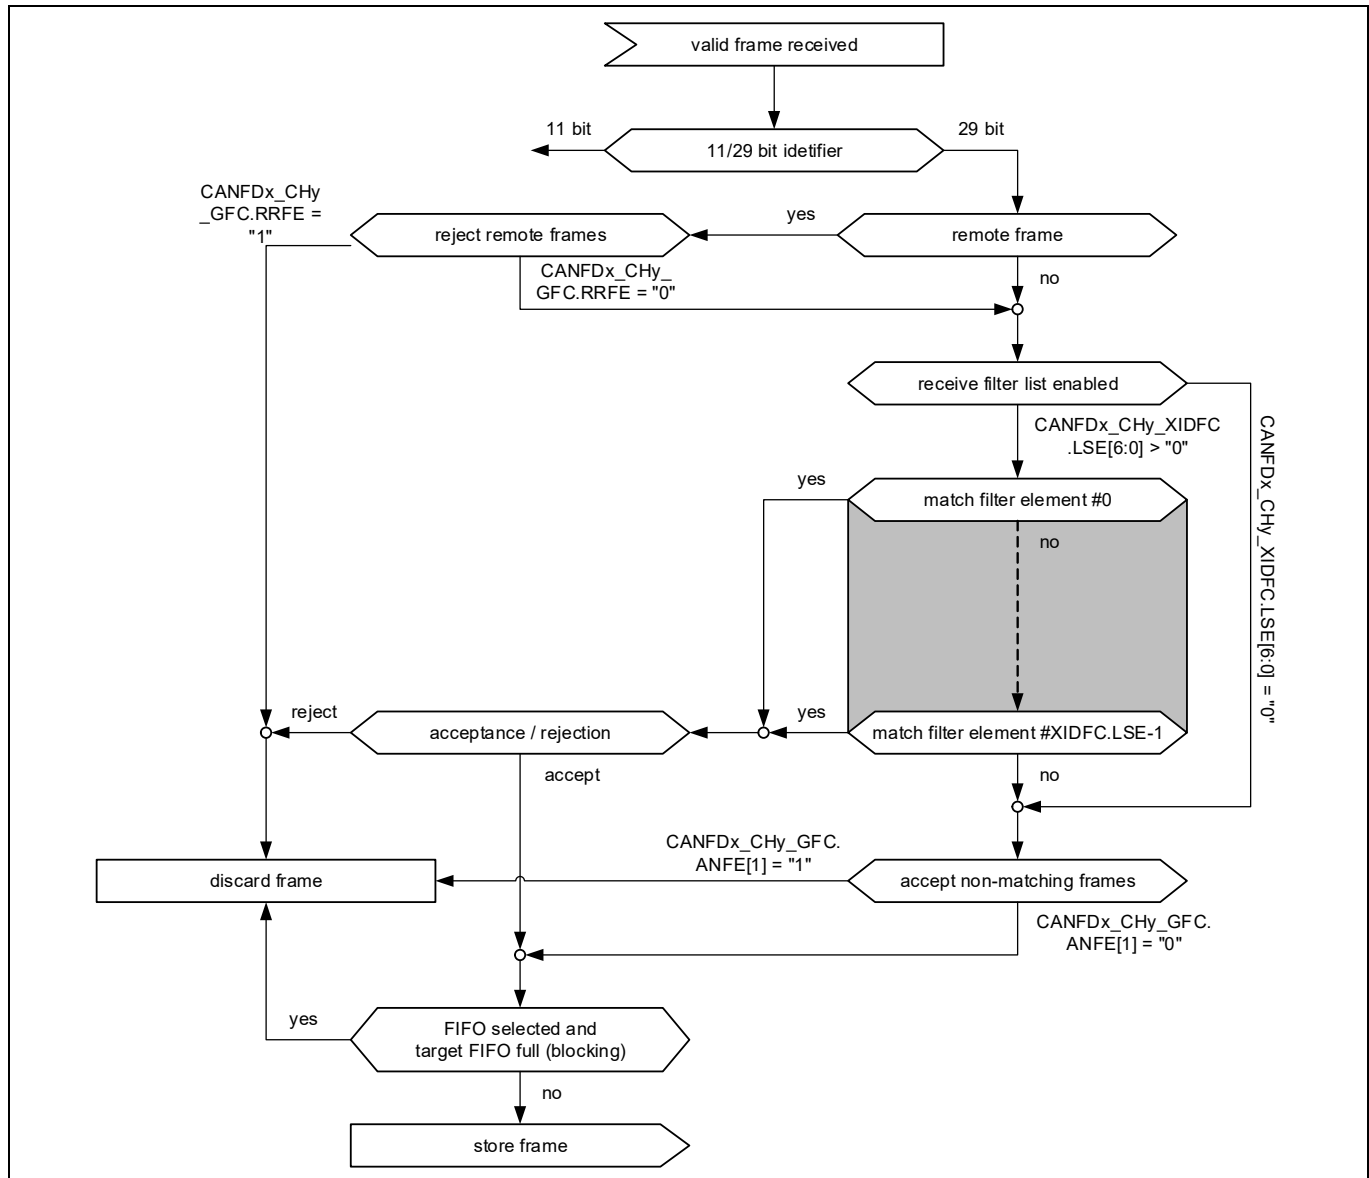 valid frame received
11 bit
29 bit
11/29 bit idetifier
CANFDx_CHy
_GFC.RRFE =
"1"
reject remote frames
yes
remote frame
CANFDx_CHy_
GFC.RRFE = "0"
no
receive filter list enabled
CANFDx_CHy_XIDFC
.LSE[6:0] > "0"
CANFDx_CHy_XIDFC.LSE[6:0] = "0"
yes
match filter element #0
no
reject
acceptance / rejection
yes
match filter element #XIDFC.LSE-1
accept
no
CANFDx_CHy_GFC.
ANFE[1] = "1"
discard frame
accept non-matching frames
CANFDx_CHy_GFC.
ANFE[1] = "0"
yes
FIFO selected and
target FIFO full (blocking)
no
store frame